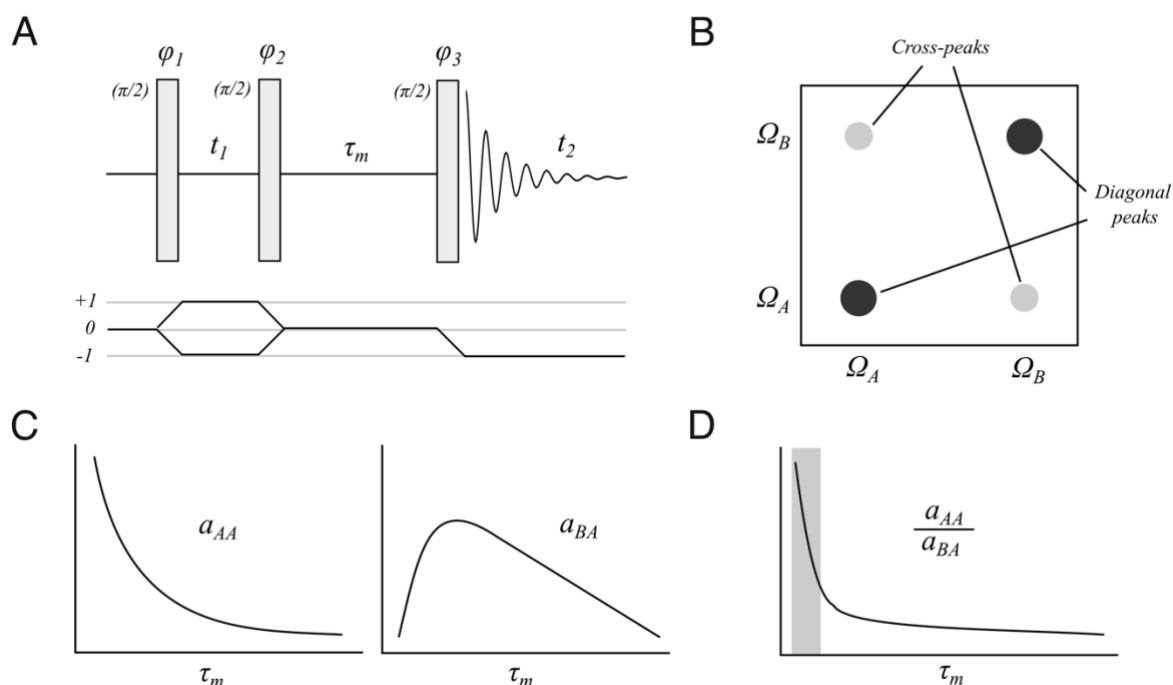 A
φ1 φ2 φ3
(π/2) (π/2) (π/2)
t1 τm t2
+1
0
-1
B
Cross-peaks
ΩB
Diagonal
peaks
ΩA
ΩA ΩB
C
aAA
τm
aBA
τm
D
aAA
aBA
τm